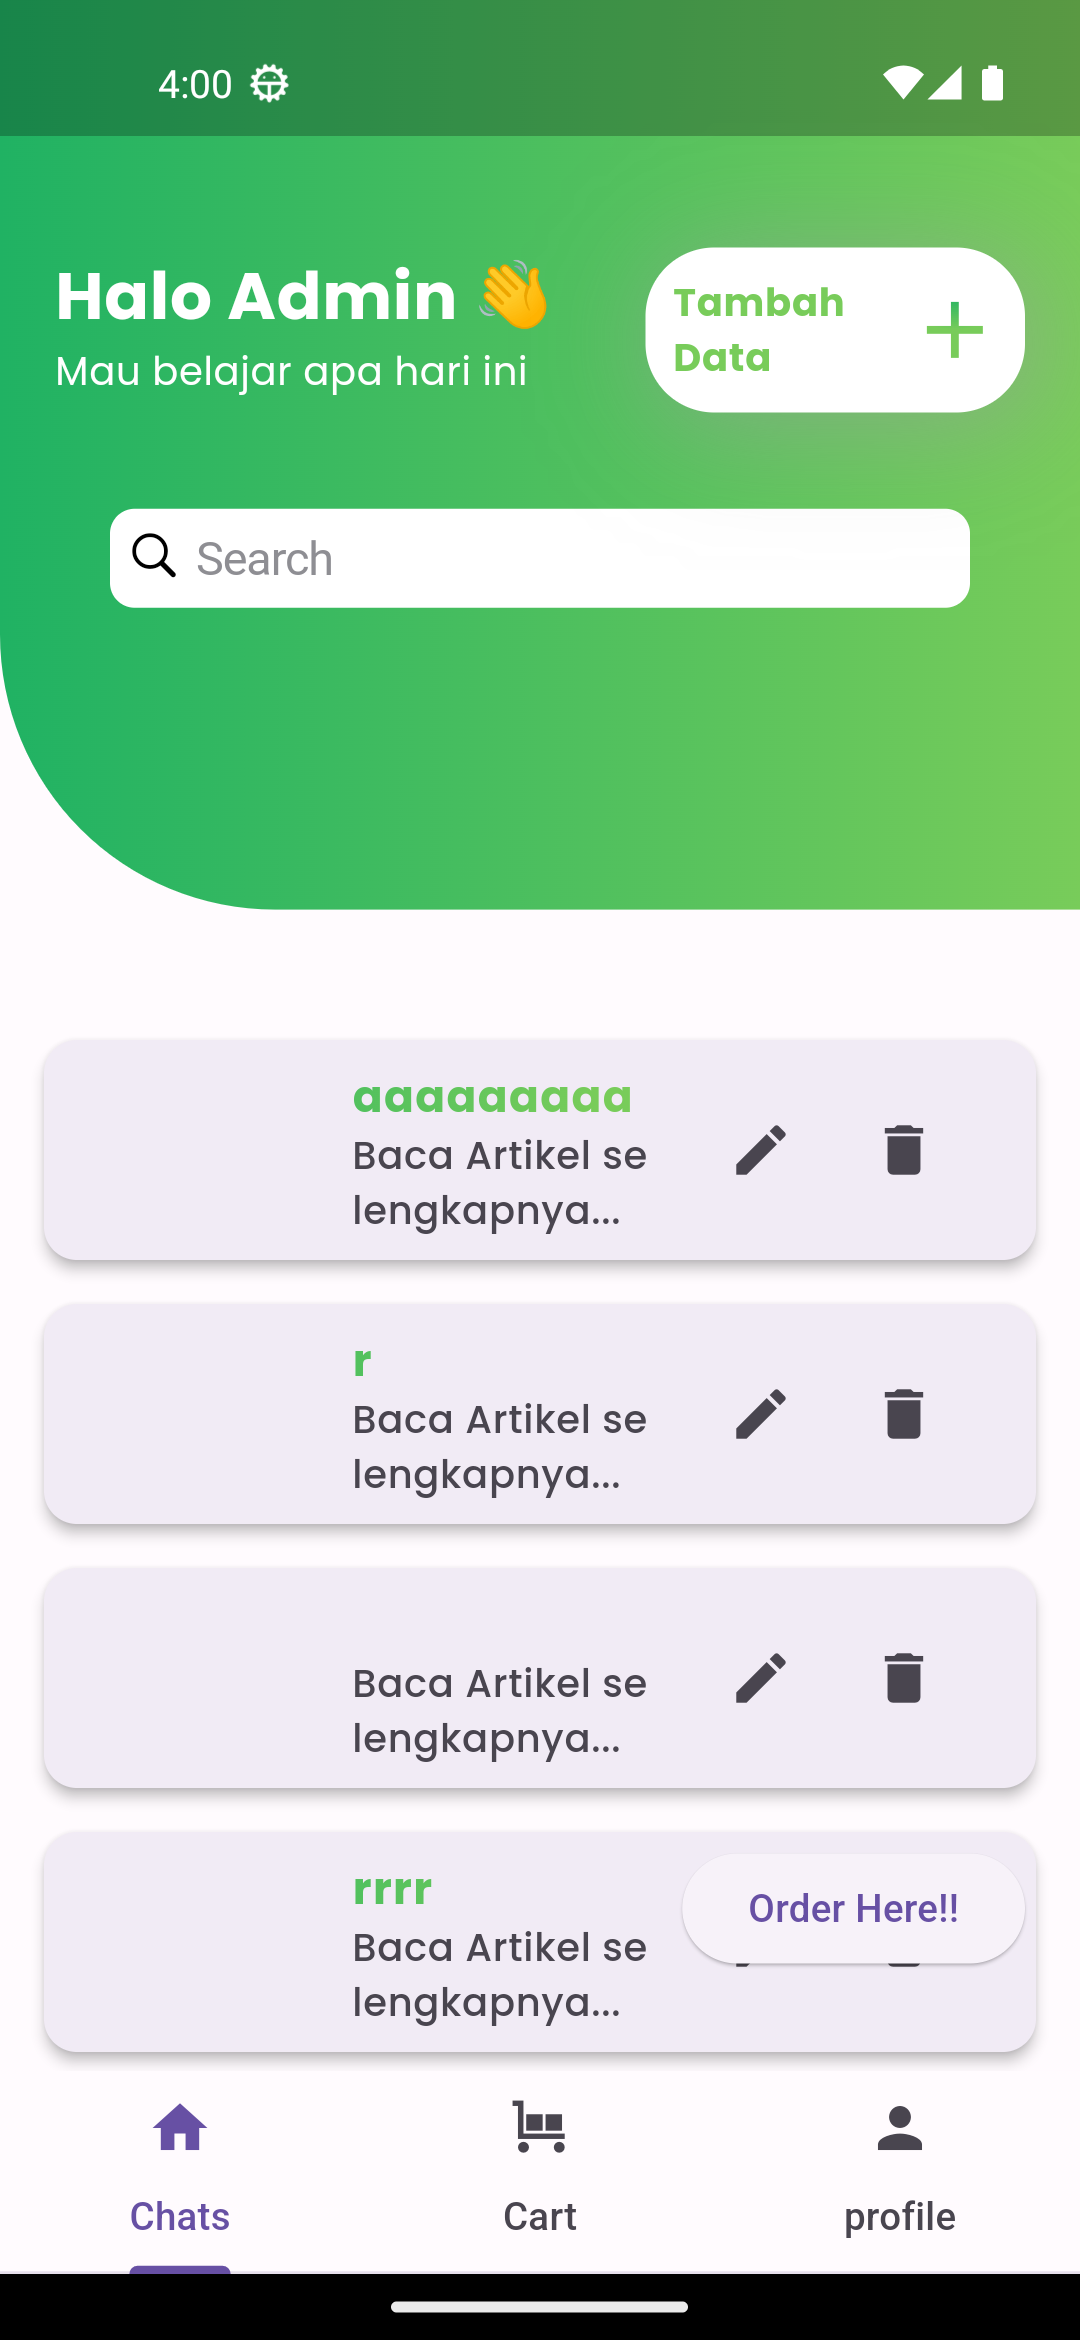 4:00
Halo Admin 👋
Mau belajar apa hari ini
Tambah
Data
Search
aaaaaaaaa
Baca Artikel se
lengkapnya...
r
Baca Artikel se
lengkapnya...
Baca Artikel se
lengkapnya...
rrrr
Baca Artikel se
lengkapnya...
Order Here!!
Chats
Cart
profile